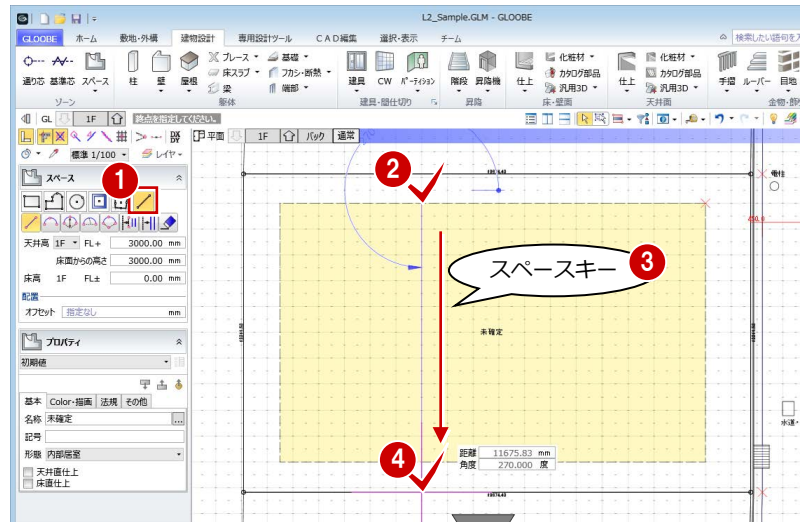 L2_Sample.GLM - GLOOBE
GLOOBE ホーム 敷地・外構 建物設計 専用設計ツール CAD編集 選択・表示 チーム 検索したい語句を入
通り芯 基準芯 スペース 柱 壁 屋根 ブレース 床スラブ 梁 基礎 フカシ・断熱 端部 建具 CW パーテイション 階段 昇降機 仕上 化粧材 カタログ部品 汎用3D 仕上 化粧材 カタログ部品 汎用3D 手摺 ルーバー 目地
ゾーン 躯体 建具・間仕切り 昇降 床・壁面 天井面
GL 1F 終点を指定してください。
平面 1F バック 通常
標準 1/100 レイヤ
スペース
1
天井高 1F FL+ 3000.00 mm
床面からの高さ 3000.00 mm
床高 1F FL± 0.00 mm
配置
オフセット 指定なし mm
プロパティ
初期値
基本 Color・描画 法規 その他
名称 未確定 ...
記号
形態 内部居室
天井直仕上
床直仕上
2
スペースキー
3
未確定
距離 11675.83 mm
角度 270.000 度
4
電柱
水道・